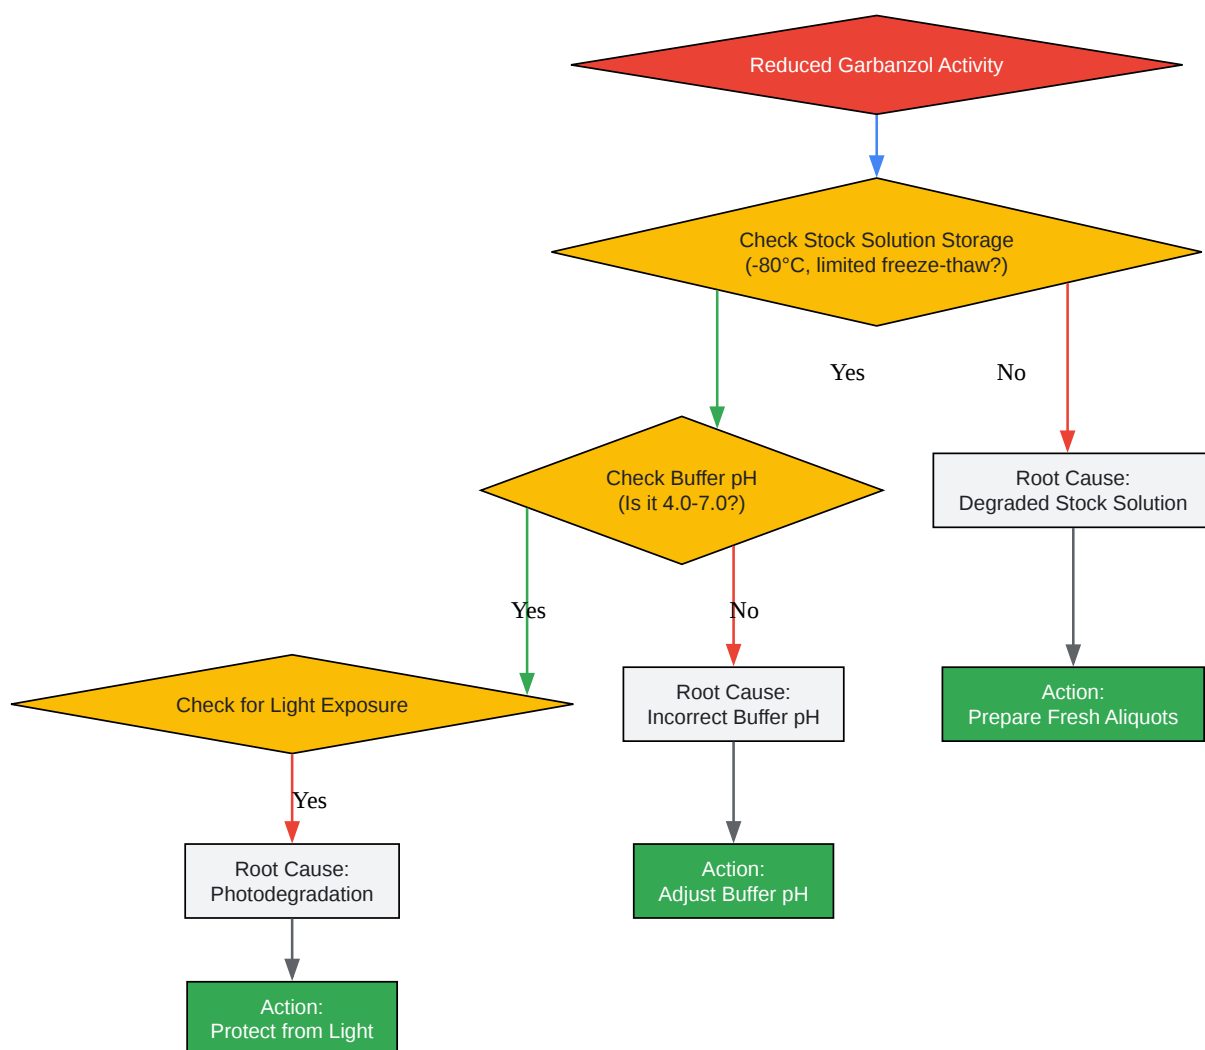 Reduced Garbanzol Activity
Check Stock Solution Storage
(-80°C, limited freeze-thaw?)
Yes
No
Check Buffer pH
(Is it 4.0-7.0?)
Root Cause:
Degraded Stock Solution
Yes
No
Check for Light Exposure
Root Cause:
Incorrect Buffer pH
Action:
Prepare Fresh Aliquots
Yes
Root Cause:
Photodegradation
Action:
Adjust Buffer pH
Action:
Protect from Light